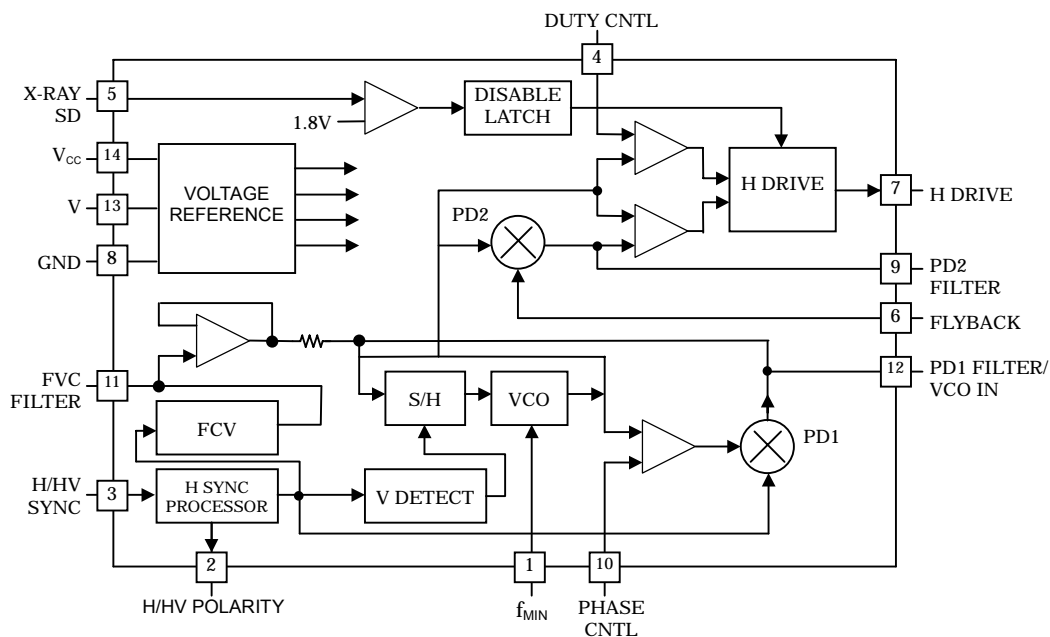 DUTY CNTL
4
X-RAY
SD
5
1.8V
DISABLE
LATCH
VCC
14
V
13
VOLTAGE
REFERENCE
GND
8
PD2
H DRIVE
7
H DRIVE
9
PD2
FILTER
6
FLYBACK
12
PD1 FILTER/
VCO IN
FVC
FILTER
11
S/H
VCO
FCV
PD1
H/HV
SYNC
3
H SYNC
PROCESSOR
V DETECT
2
1
10
H/HV POLARITY
fMIN
PHASE
CNTL